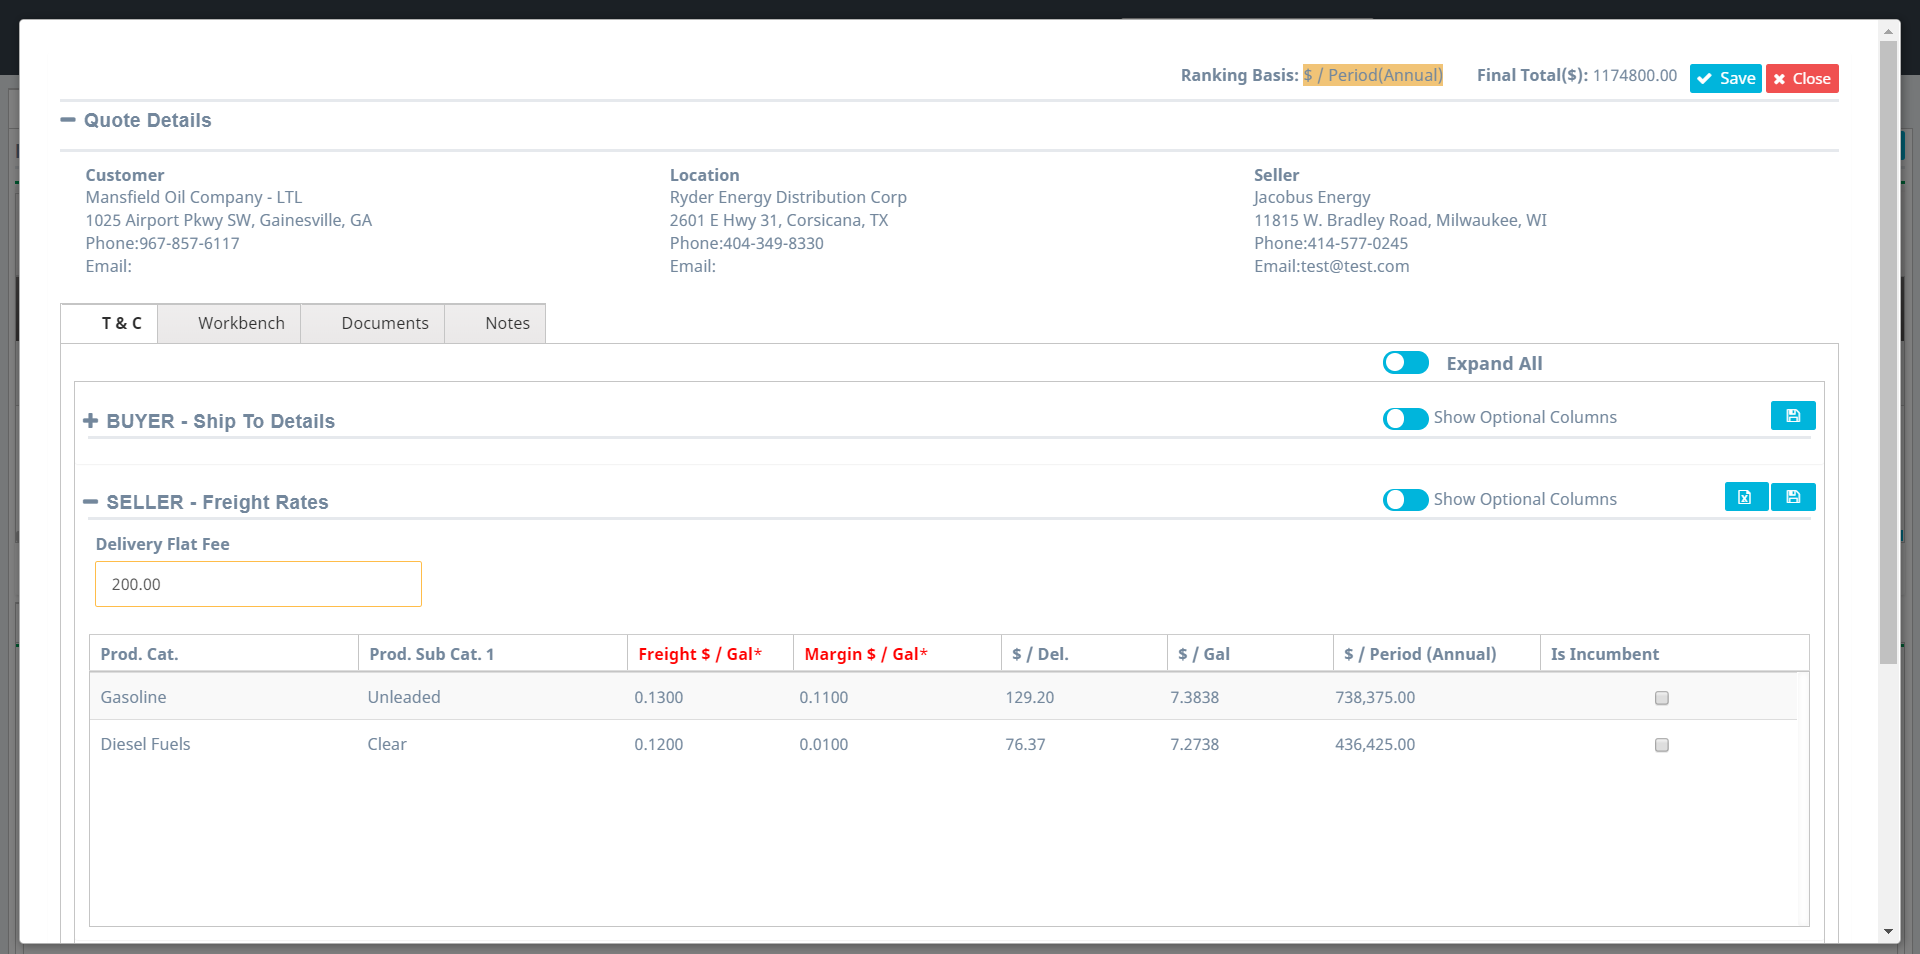 Ranking Basis: $ / Period(Annual) Final Total($): 1174800.00 Save Close
Quote Details
Customer
Mansfield Oil Company - LTL
1025 Airport Pkwy SW, Gainesville, GA
Phone:967-857-6117
Email:
Location
Ryder Energy Distribution Corp
2601 E Hwy 31, Corsicana, TX
Phone:404-349-8330
Email:
Seller
Jacobus Energy
11815 W. Bradley Road, Milwaukee, WI
Phone:414-577-0245
Email:test@test.com
T & C Workbench Documents Notes
Expand All
BUYER - Ship To Details Show Optional Columns
SELLER - Freight Rates Show Optional Columns
Delivery Flat Fee
200.00
Prod. Cat. Prod. Sub Cat. 1 Freight $ / Gal* Margin $ / Gal* $ / Del. $ / Gal $ / Period (Annual) Is Incumbent
Gasoline Unleaded 0.1300 0.1100 129.20 7.3838 738,375.00
Diesel Fuels Clear 0.1200 0.0100 76.37 7.2738 436,425.00